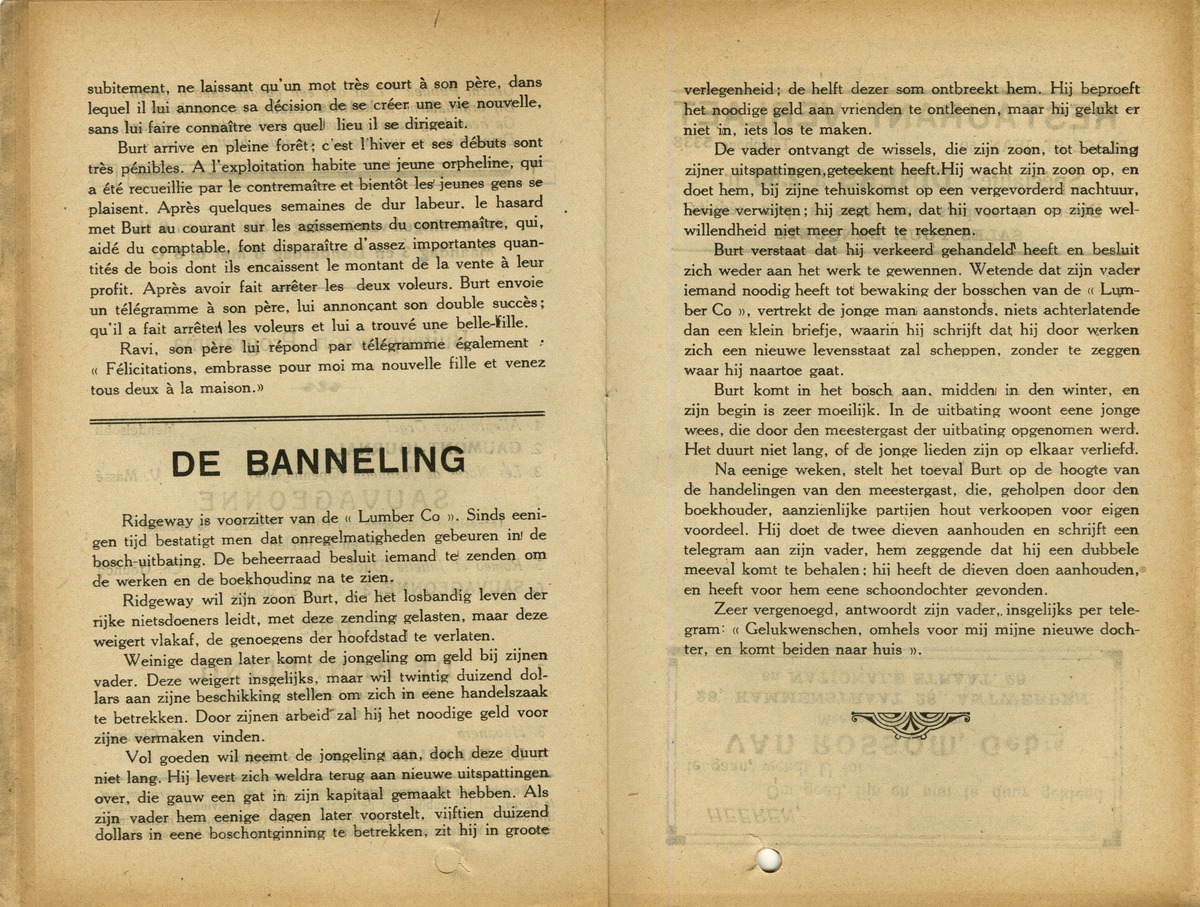 subitement, ne laissant qu'un mot très court à son père, dans
lequel il lui annonce sa décision de se créer une vie nouvelle,
sans lui faire connaître vers quel lieu il se dirigeait.
Burt arrive en pleine forêt; c'est l'hiver et ses débuts sont
très pénibles. A l'exploitation habite une jeune orpheline, qui
a été recueillie par le contremaître et bientôt les jeunes gens se
plaisent. Après quelques semaines de dur labeur, le hasard
met Burt au courant sur les agissements du contremaître, qui,
aidé du comptable, font disparaître d'assez importantes quan-
tités de bois dont ils encaissent le montant de la vente à leur
profit. Après avoir fait arrêter les deux voleurs. Burt envoie
un télégramme à son père, lui annonçant son double succès;
qu'il a fait arrêter les voleurs et lui a trouvé une belle-fille.
Ravi, son père lui répond par télégramme également :
« Félicitations, embrasse pour moi ma nouvelle fille et venez
tous deux à la maison.»
DE BANNELING
Ridgeway is voorzitter van de « Lumber Co ». Sinds eeni-
gen tijd bestatigt men dat onregelmatigheden gebeuren in de
bosch-uitbating. De beheerraad besluit iemand te zenden om
de werken en de boekhouding na te zien.
Ridgeway wil zijn zoon Burt, die het losbandig leven der
rijke nietsdoeners leidt, met deze zending gelasten, maar deze
weigert vlakaf, de genoegens der hoofdstad te verlaten.
Weinige dagen later komt de jongeling om geld bij zijnen
vader. Deze weigert insgelijks, maar wil twintig duizend dol-
lars aan zijne beschikking stellen om zich in eene handelszaak
te betrekken. Door zijnen arbeid zal hij het noodige geld voor
zijne vermaken vinden.
Vol goeden wil neemt de jongeling aan, doch deze duurt
niet lang. Hij levert zich weldra terug aan nieuwe uitspattingen
over, die gauw een gat in zijn kapitaal gemaakt hebben. Als
zijn vader hem eenige dagen later voorstelt, vijftien duizend
dollars in eene boschontginning te betrekken, zit hij in groote
verlegenheid; de helft dezer som ontbreekt hem. Hij beproeft
het noodige geld aan vrienden te ontleenen, maar hij gelukt er
niet in, iets los te maken.
De vader ontvangt de wissels, die zijn zoon, tot betaling
zijner uitspattingen,geteekent heeft.Hij wacht zijn zoon op, en
doet hem, bij zijne tehuiskomst op een vergevorderd nachtuur,
hevige verwijten; hij zegt hem, dat hij voortaan op zijne wel-
willendheid niet meer hoeft te rekenen.
Burt verstaat dat hij verkeerd gehandeld heeft en besluit
zich weder aan het werk te gewennen. Wetende dat zijn vader
iemand noodig heeft tot bewaking der bosschen van de « Lum-
ber Co », vertrekt de jonge man aanstonds, niets achterlatende
dan een klein briefje, waarin hij schrijft dat hij door werken
zich een nieuwe levensstaat zal scheppen, zonder te zeggen
waar hij naartoe gaat.
Burt komt in het bosch aan, midden in den winter, en
zijn begin is zeer moeilijk. In de uitbating woont eene jonge
wees, die door den meestergast der uitbating opgenomen werd.
Het duurt niet lang, of de jonge lieden zijn op elkaar verliefd.
Na eenige weken, stelt het toeval Burt op de hoogte van
de handelingen van den meestergast, die, geholpen door den
boekhouder, aanzienlijke partijen hout verkoopen voor eigen
voordeel. Hij doet de twee dieven aanhouden en schrijft een
telegram aan zijn vader, hem zeggende dat hij een dubbele
meeval komt te behalen; hij heeft de dieven doen aanhouden,
en heeft voor hem eene schoondochter gevonden.
Zeer vergenoegd, antwoordt zijn vader, insgelijks per tele-
gram: « Gelukwenschen, omhels voor mij mijne nieuwe doch-
ter, en komt beiden naar huis ».